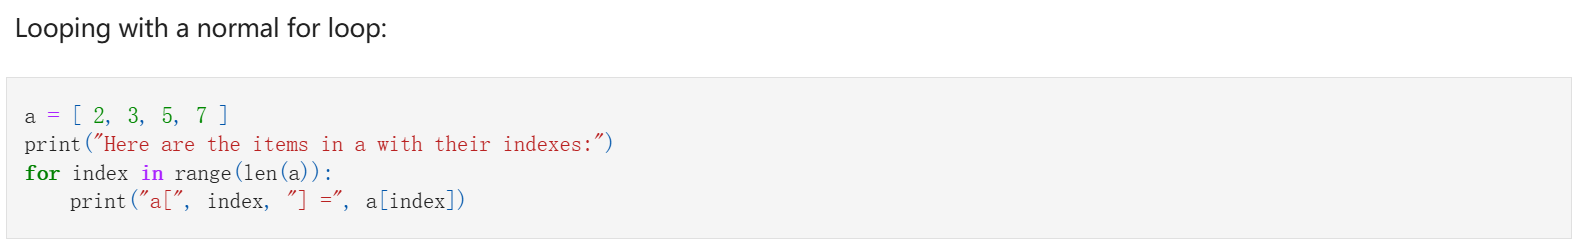 Looping with a normal for loop:
a = [ 2, 3, 5, 7 ]
print("Here are the items in a with their indexes:")
for index in range(len(a)):
    print("a[", index, "] =", a[index])